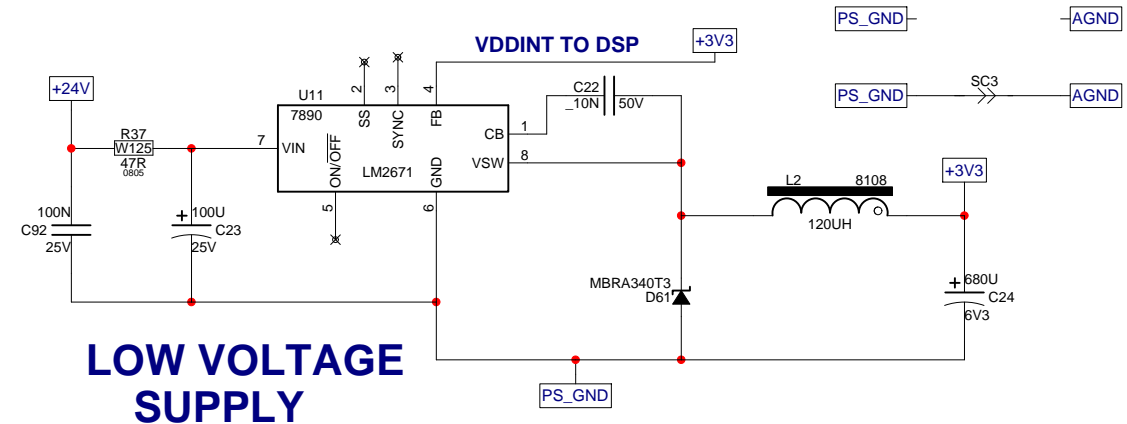 PS_GND
AGND
VDDINT TO DSP
+3V3
+24V
U11
7890
2
3
4
SS
SYNC
FB
C22
_10N
50V
PS_GND
SC3
AGND
R37
W125
47R
0805
7
VIN
ON/OFF
LM2671
GND
CB
1
VSW
8
5
6
+3V3
L2
8108
120UH
100N
C92
25V
+
100U
C23
25V
MBRA340T3
D61
+
680U
C24
6V3
LOW VOLTAGE
SUPPLY
PS_GND